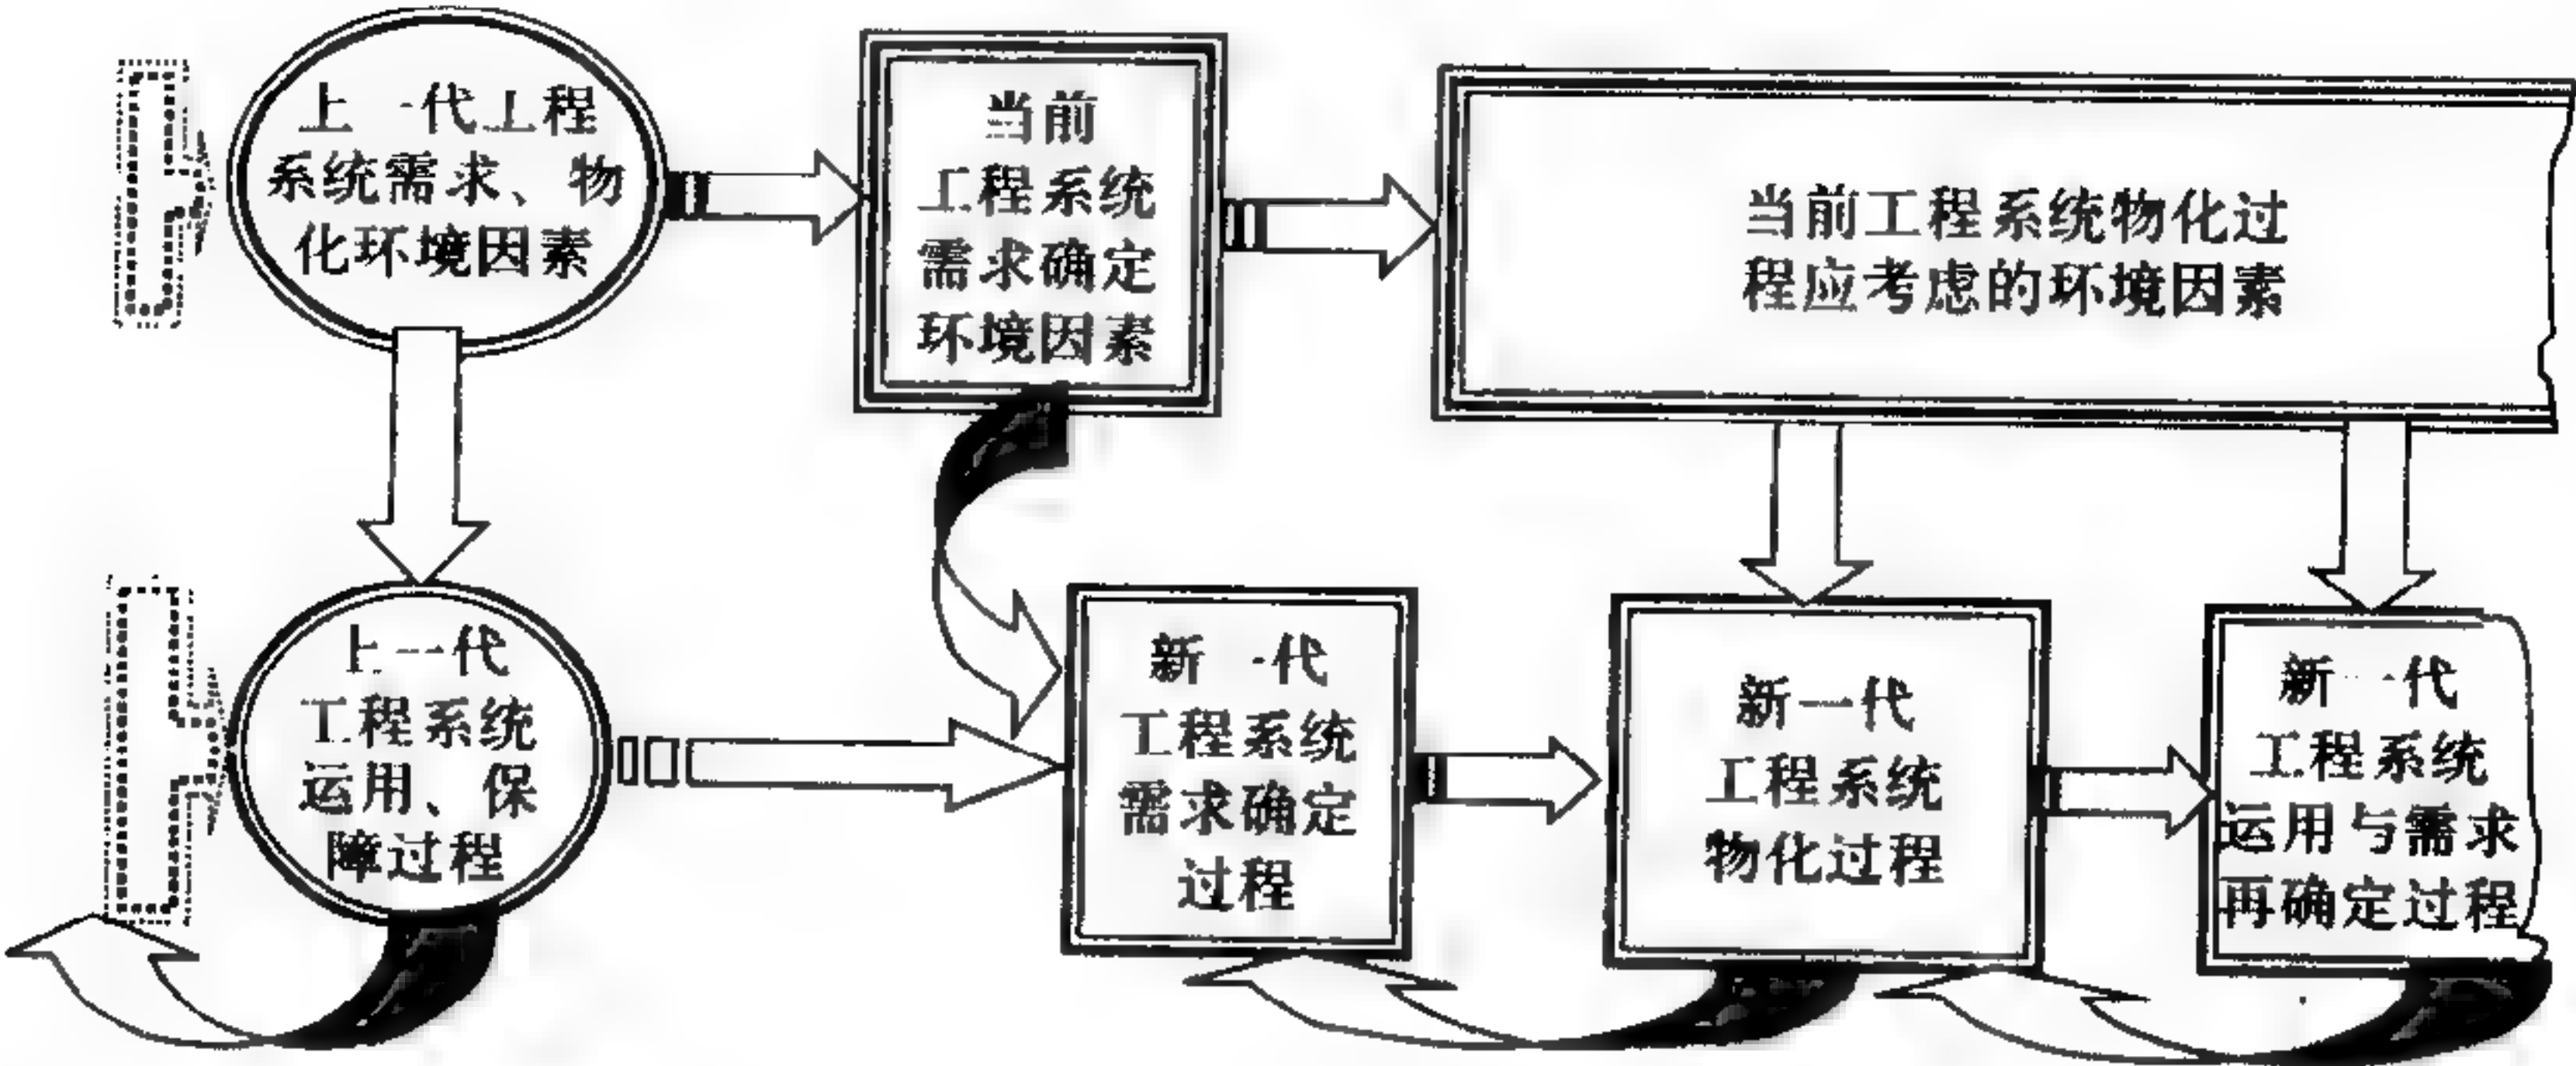 上一代工程
系统需求、物
化环境因素
当前
工程系统
需求确定
环境因素
当前工程系统物化过
程应考虑的环境因素
上一代
工程系统
运用、保
障过程
新一代
工程系统
需求确定
过程
新一代
工程系统
物化过程
新一代
工程系统
运用与需求
再确定过程